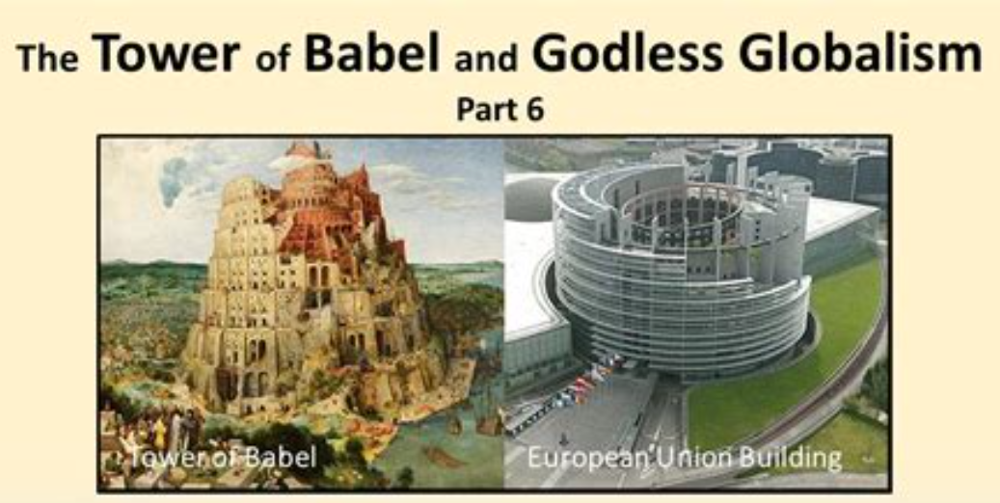 The Tower of Babel and Godless Globalism
Part 6
Tower of Babel
European Union Building